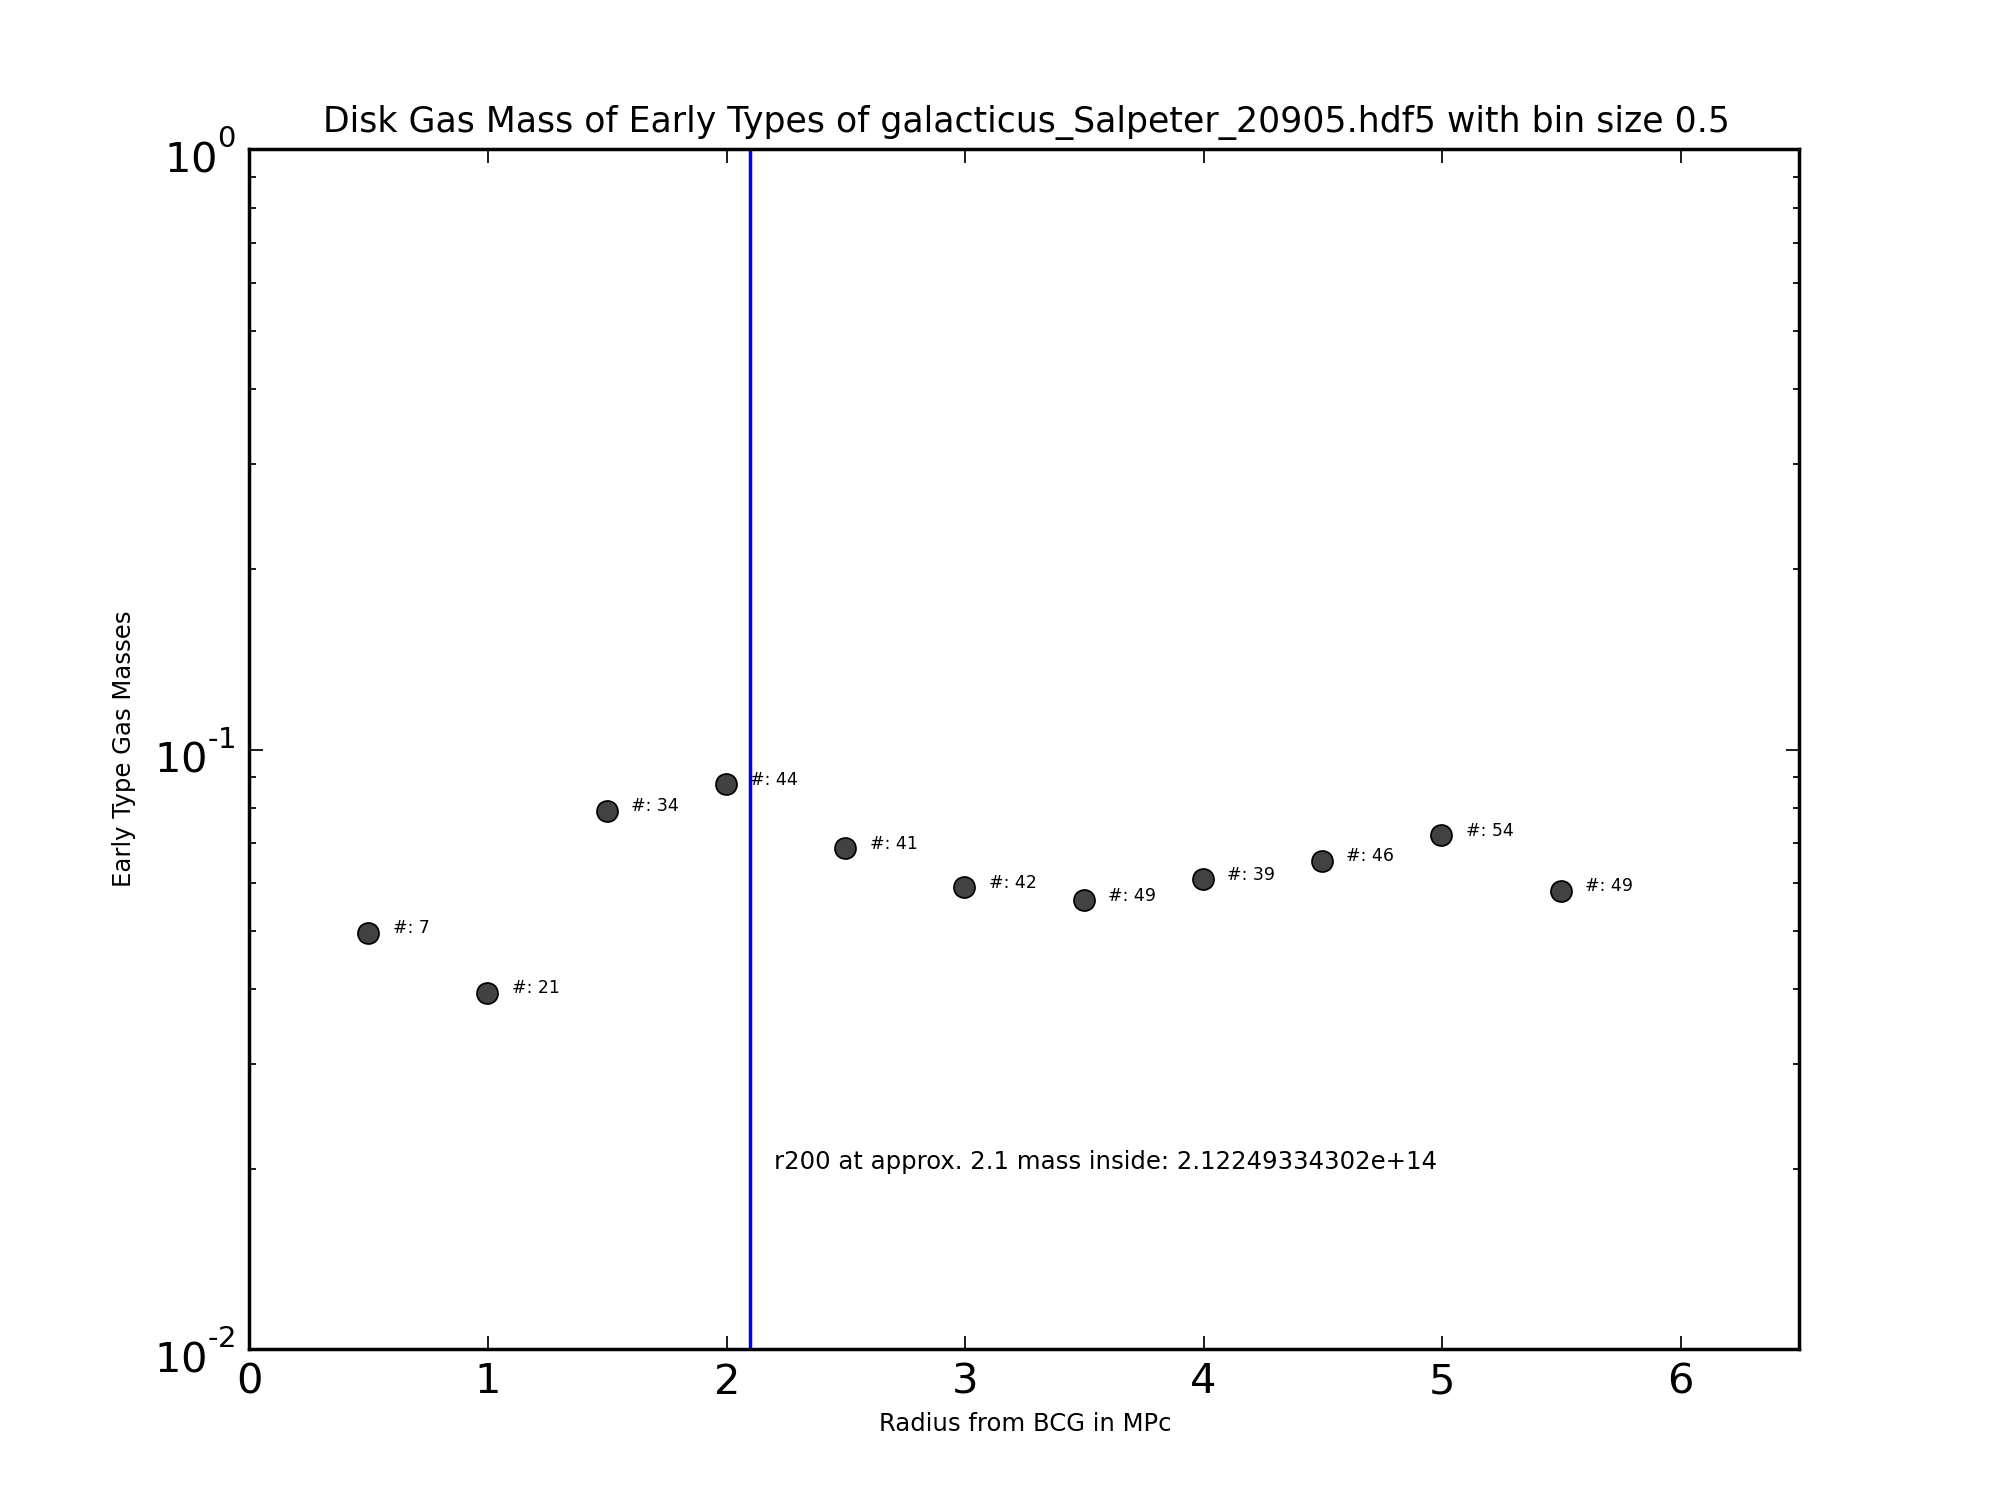 Disk Gas Mass of Early Types of galacticus_Salpeter_20905.hdf5 with bin size 0.5
10^0
10^-1
10^-2
Early Type Gas Masses
#: 7
#: 21
#: 34
#: 44
#: 41
#: 42
#: 49
#: 39
#: 46
#: 54
#: 49
r200 at approx. 2.1 mass inside: 2.12249334302e+14
0 1 2 3 4 5 6
Radius from BCG in MPc